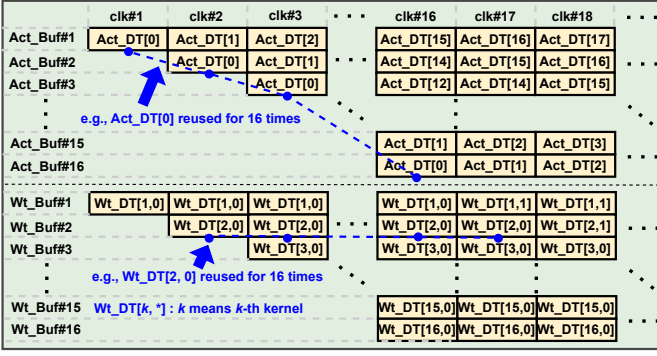 clk#1 clk#2 clk#3 clk#16 clk#17 clk#18
Act_Buf#1 Act_DT[0] Act_DT[1] Act_DT[2] Act_DT[15] Act_DT[16] Act_DT[17]
Act_Buf#2 Act_DT[0] Act_DT[1] Act_DT[14] Act_DT[15] Act_DT[16]
Act_Buf#3 Act_DT[0] Act_DT[12] Act_DT[14] Act_DT[15]
e.g., Act_DT[0] reused for 16 times
Act_Buf#15 Act_DT[1] Act_DT[2] Act_DT[3]
Act_Buf#16 Act_DT[0] Act_DT[1] Act_DT[2]
Wt_Buf#1 Wt_DT[1,0] Wt_DT[1,0] Wt_DT[1,0] Wt_DT[1,0] Wt_DT[1,1] Wt_DT[1,1]
Wt_Buf#2 Wt_DT[2,0] Wt_DT[2,0] Wt_DT[2,0] Wt_DT[2,0] Wt_DT[2,1]
Wt_Buf#3 Wt_DT[3,0] Wt_DT[3,0] Wt_DT[3,0] Wt_DT[3,0]
e.g., Wt_DT[2, 0] reused for 16 times
Wt_Buf#15 Wt_DT[k, *] : k means k-th kernel Wt_DT[15,0] Wt_DT[15,0] Wt_DT[15,0]
Wt_Buf#16 Wt_DT[16,0] Wt_DT[16,0] Wt_DT[16,0]